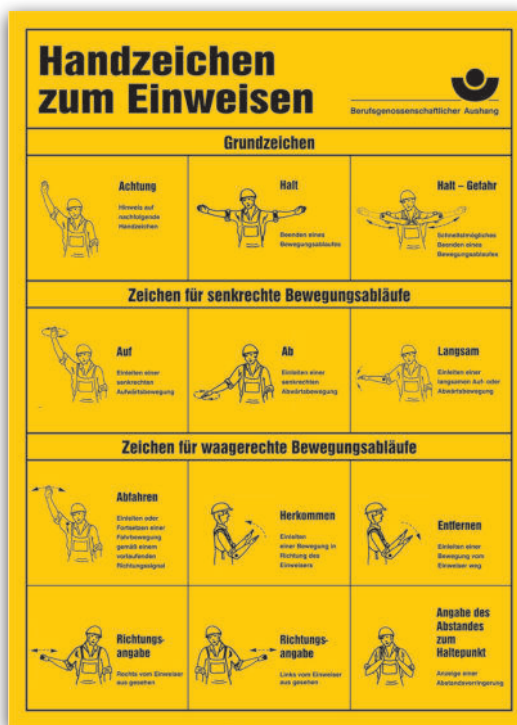 Handzeichen
zum Einweisen
Berufsgenossenschaftlicher Aushang
Grundzeichen
Achtung
Hinweis auf
nachfolgende
Handzeichen
Halt
Beenden eines
Bewegungsablaufes
Halt – Gefahr
Schnellstmögliches
Beenden eines
Bewegungsablaufes
Zeichen für senkrechte Bewegungsabläufe
Auf
Einleiten einer
senkrechten
Aufwärtsbewegung
Ab
Einleiten einer
senkrechten
Abwärtsbewegung
Langsam
Einleiten einer
langsamen Auf- oder
Abwärtsbewegung
Zeichen für waagerechte Bewegungsabläufe
Abfahren
Einleiten oder
Fortsetzen einer
Fahrbewegung
gemäß einem
vorlaufenden
Richtungssignal
Herkommen
Einleiten
einer Bewegung in
Richtung des
Einweisers
Entfernen
Einleiten einer
Bewegung vom
Einweiser weg
Richtungs-
angabe
Rechts vom Einweiser
aus gesehen
Richtungs-
angabe
Links vom Einweiser
aus gesehen
Angabe des
Abstandes
zum
Haltepunkt
Anzeige einer
Abstandsverringerung